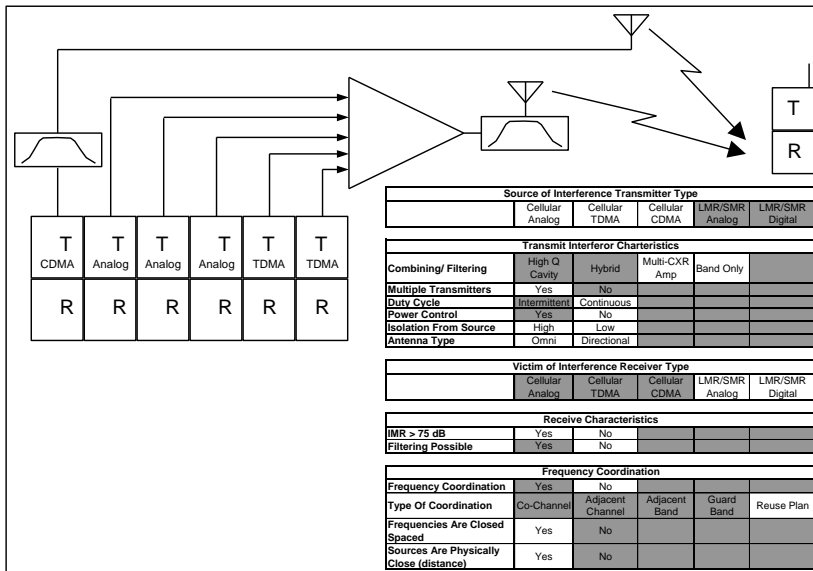 T
R
T T T T T T
CDMA Analog Analog Analog TDMA TDMA
R R R R R R
Source of Interference Transmitter Type
Cellular Analog Cellular TDMA Cellular CDMA LMR/SMR Analog LMR/SMR Digital
Transmit Interferor Charteristics
Combining/ Filtering High Q Cavity Hybrid Multi-CXR Amp Band Only
Multiple Transmitters Yes No
Duty Cycle Intermittent Continuous
Power Control Yes No
Isolation From Source High Low
Antenna Type Omni Directional
Victim of Interference Receiver Type
Cellular Analog Cellular TDMA Cellular CDMA LMR/SMR Analog LMR/SMR Digital
Receive Characteristics
IMR > 75 dB Yes No
Filtering Possible Yes No
Frequency Coordination
Frequency Coordination Yes No
Type Of Coordination Co-Channel Adjacent Channel Adjacent Band Guard Band Reuse Plan
Frequencies Are Closed Spaced Yes No
Sources Are Physically Close (distance) Yes No